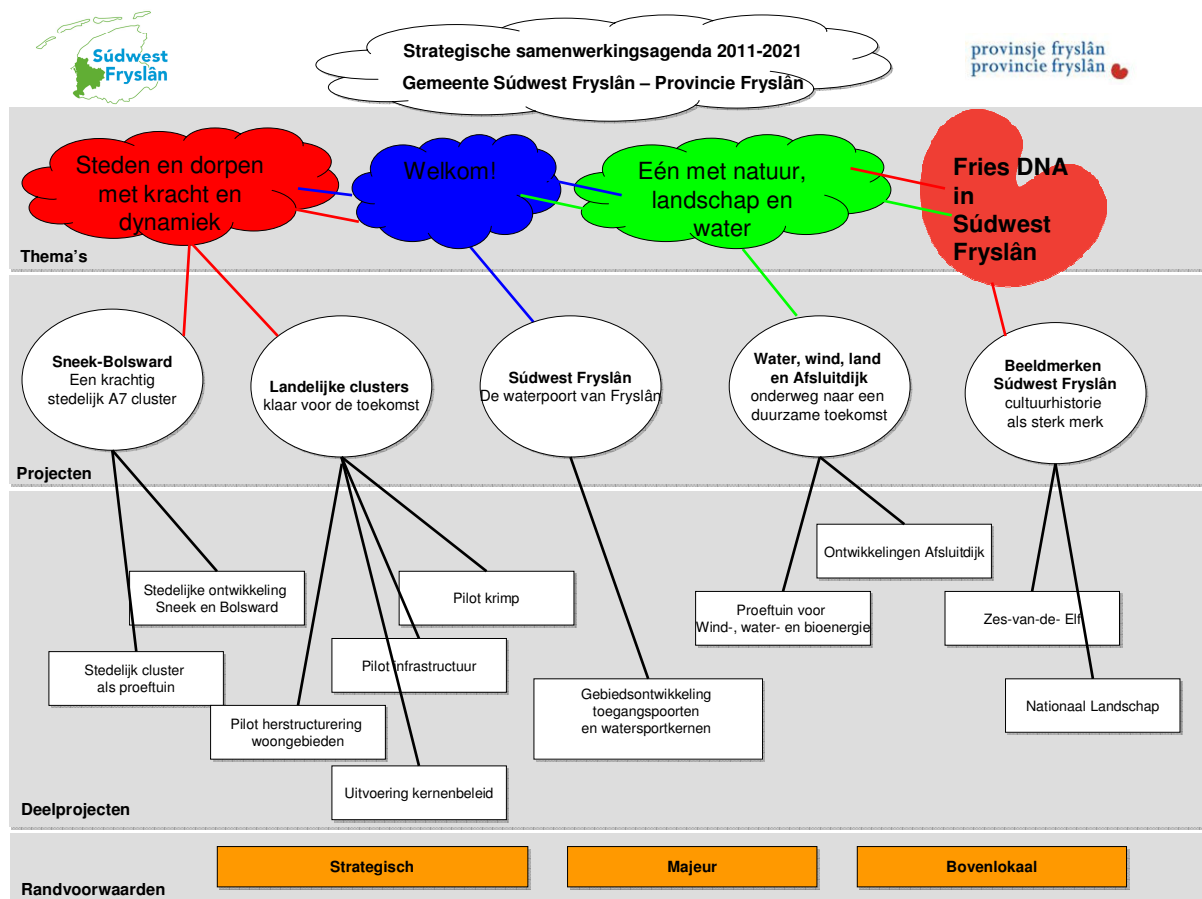 Súdwest
Fryslân
Strategische samenwerkingsagenda 2011-2021
Gemeente Súdwest Fryslân – Provincie Fryslân
provinsje fryslân
provincie fryslân
Steden en dorpen
met kracht en
dynamiek
Welkom!
Eén met natuur,
landschap en
water
Fries DNA
in
Súdwest
Fryslân
Thema's
Sneek-Bolsward
Een krachtig
stedelijk A7 cluster
Landelijke clusters
klaar voor de toekomst
Súdwest Fryslân
De waterpoort van Fryslân
Water, wind, land
en Afsluitdijk
onderweg naar een
duurzame toekomst
Beeldmerken
Súdwest Fryslân
cultuurhistorie
als sterk merk
Projecten
Stedelijke ontwikkeling
Sneek en Bolsward
Stedelijk cluster
als proeftuin
Pilot krimp
Pilot infrastructuur
Pilot herstructurering
woongebieden
Uitvoering kernenbeleid
Gebiedsontwikkeling
toegangspoorten
en watersportkernen
Ontwikkelingen Afsluitdijk
Proeftuin voor
Wind-, water- en bioenergie
Zes-van-de- Elf
Nationaal Landschap
Deelprojecten
Strategisch
Majeur
Bovenlokaal
Randvoorwaarden